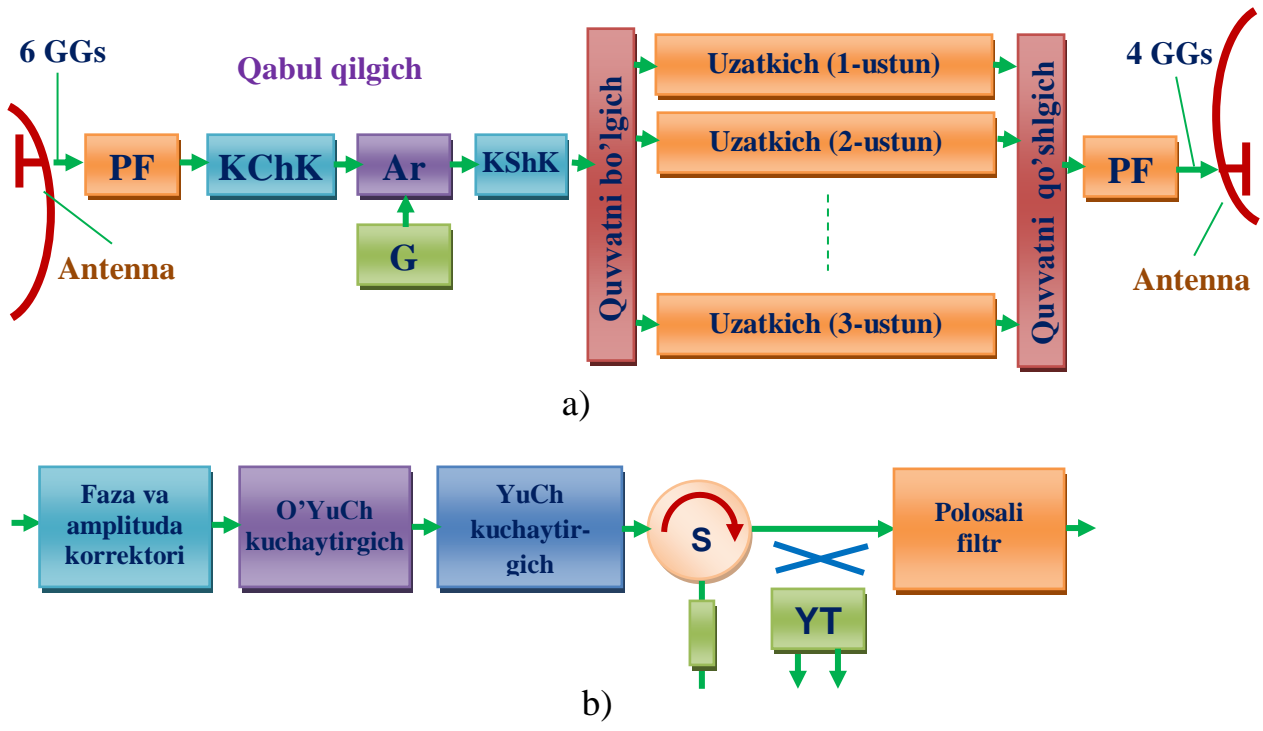 6 GGs
Qabul qilgich
PF
KChK
Ar
KShK
G
Antenna
Quvvatni bo'lgich
Uzatkich (1-ustun)
Uzatkich (2-ustun)
Uzatkich (3-ustun)
Quvvatni qo'shlgich
4 GGs
PF
Antenna
a)
Faza va
amplituda
korrektori
O'YuCh
kuchaytirgich
YuCh
kuchaytir-
gich
S
YT
Polosali
filtr
b)